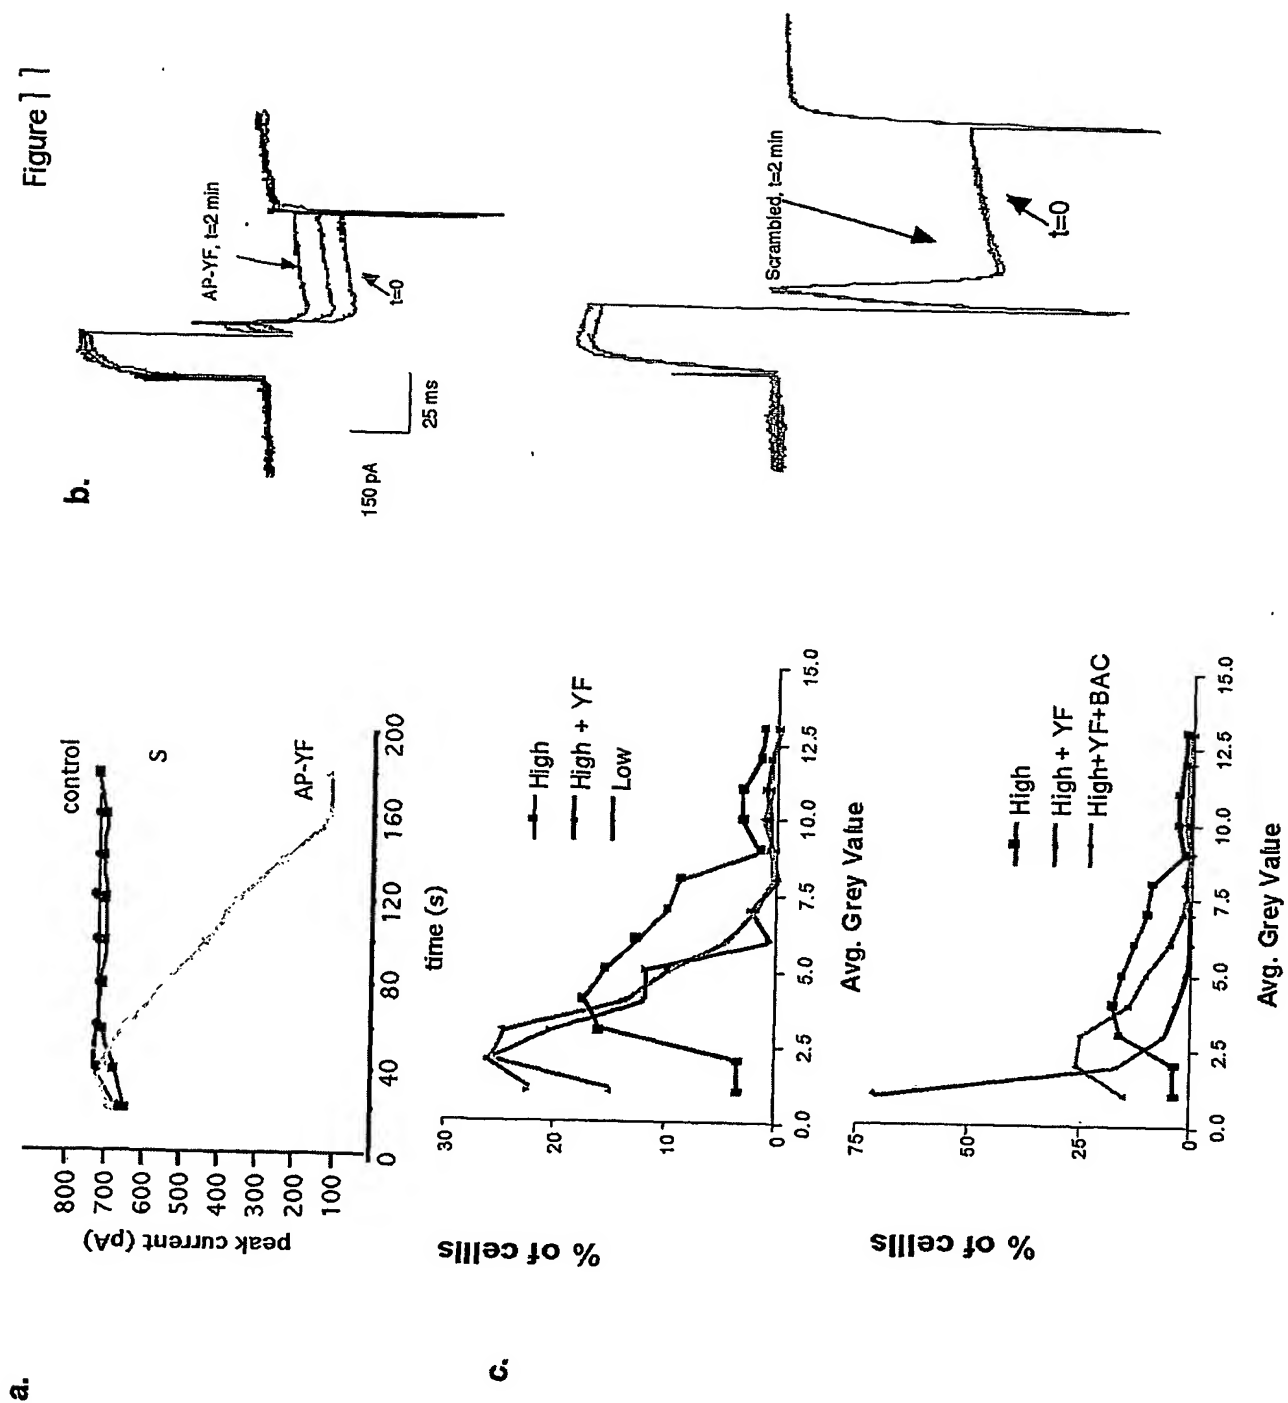 Figure 11
a.
peak current (pA)
800
700
600
500
400
300
200
100
0
40
80
120
160
200
time (s)
control
S
AP-YF
b.
AP-YF, t=2 min
t=0
150 pA
25 ms
Scrambled, t=2 min
t=0
c.
% of cellls
30
20
10
0
0.0
2.5
5.0
7.5
10.0
12.5
15.0
Avg. Grey Value
High
High + YF
Low
% of cellls
75
50
25
0
0.0
2.5
5.0
7.5
10.0
12.5
15.0
Avg. Grey Value
High
High + YF
High+YF+BAC